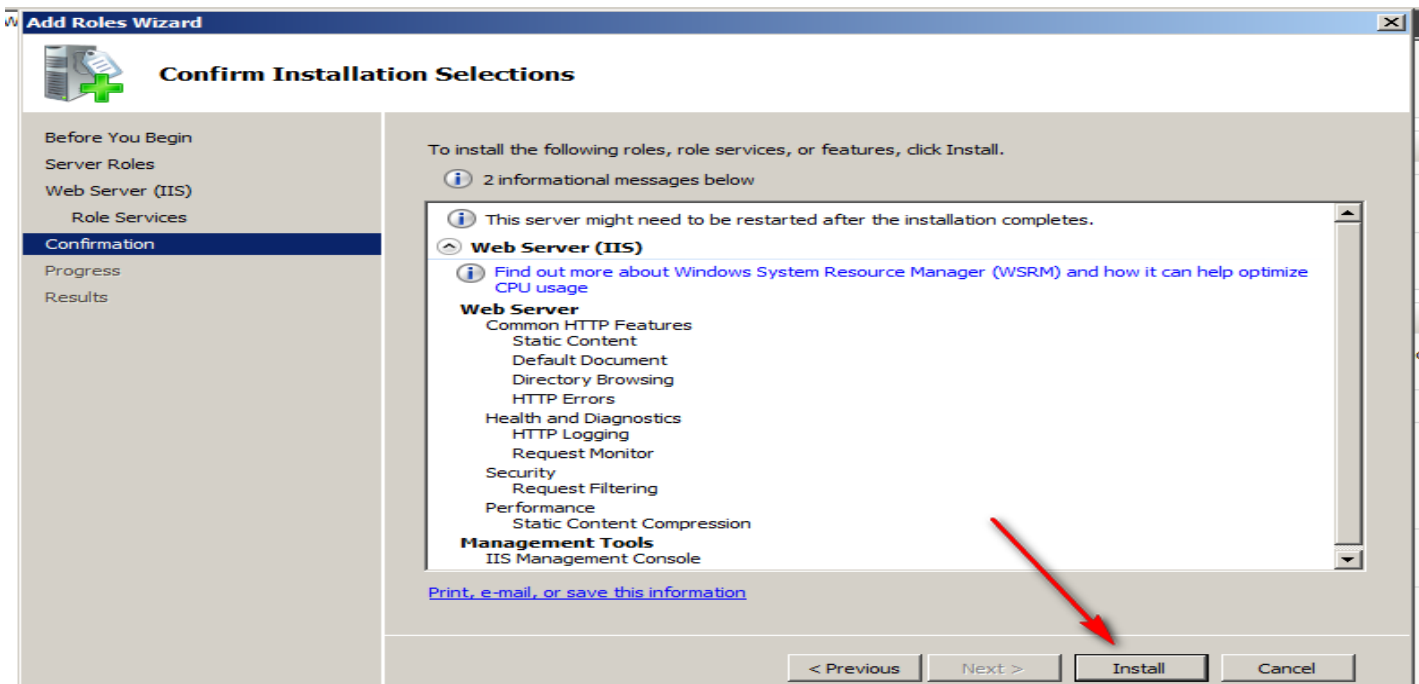 Add Roles Wizard
Confirm Installation Selections
Before You Begin
Server Roles
Web Server (IIS)
Role Services
Confirmation
Progress
Results
To install the following roles, role services, or features, click Install.
2 informational messages below
This server might need to be restarted after the installation completes.
Web Server (IIS)
Find out more about Windows System Resource Manager (WSRM) and how it can help optimize
CPU usage
Web Server
Common HTTP Features
Static Content
Default Document
Directory Browsing
HTTP Errors
Health and Diagnostics
HTTP Logging
Request Monitor
Security
Request Filtering
Performance
Static Content Compression
Management Tools
IIS Management Console
Print, e-mail, or save this information
< Previous
Next >
Install
Cancel